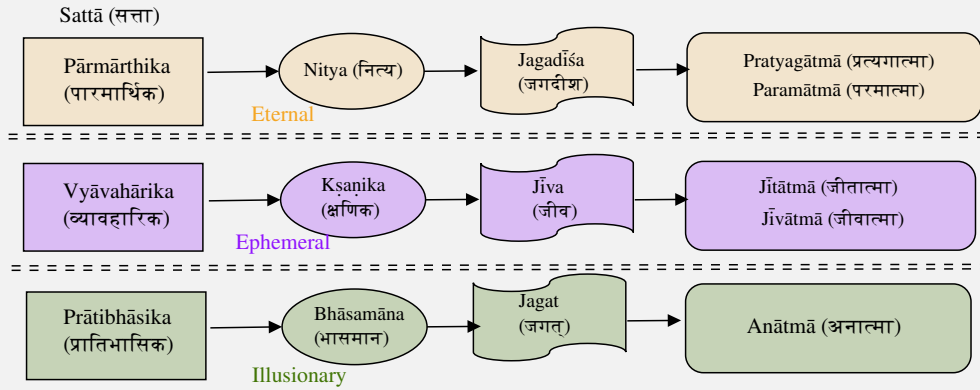 Sattā (सत्ता)
Pārmārthika
(पारमार्थिक)
Nitya (नित्य)
Eternal
Jagadīśa
(जगदीश)
Pratyagātmā (प्रत्यगात्मा)
Paramātmā (परमात्मा)
Vyāvahārika
(व्यावहारिक)
Kṣaṇika
(क्षणिक)
Ephemeral
Jīva
(जीव)
Jītātmā (जीतात्मा)
Jīvātmā (जीवात्मा)
Prātibhāsika
(प्रातिभासिक)
Bhāsamāna
(भासमान)
Illusionary
Jagat
(जगत्)
Anātmā (अनात्मा)